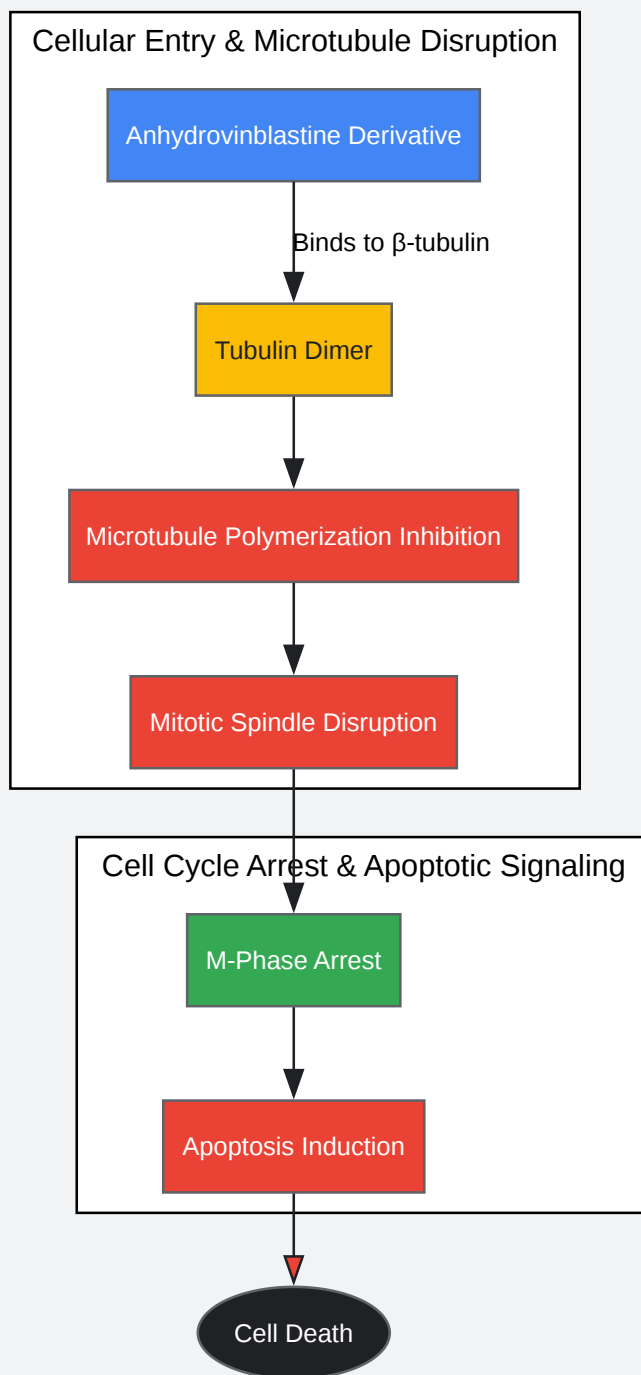 Cellular Entry & Microtubule Disruption
Anhydrovinblastine Derivative
Binds to β-tubulin
Tubulin Dimer
Microtubule Polymerization Inhibition
Mitotic Spindle Disruption
Cell Cycle Arrest & Apoptotic Signaling
M-Phase Arrest
Apoptosis Induction
Cell Death